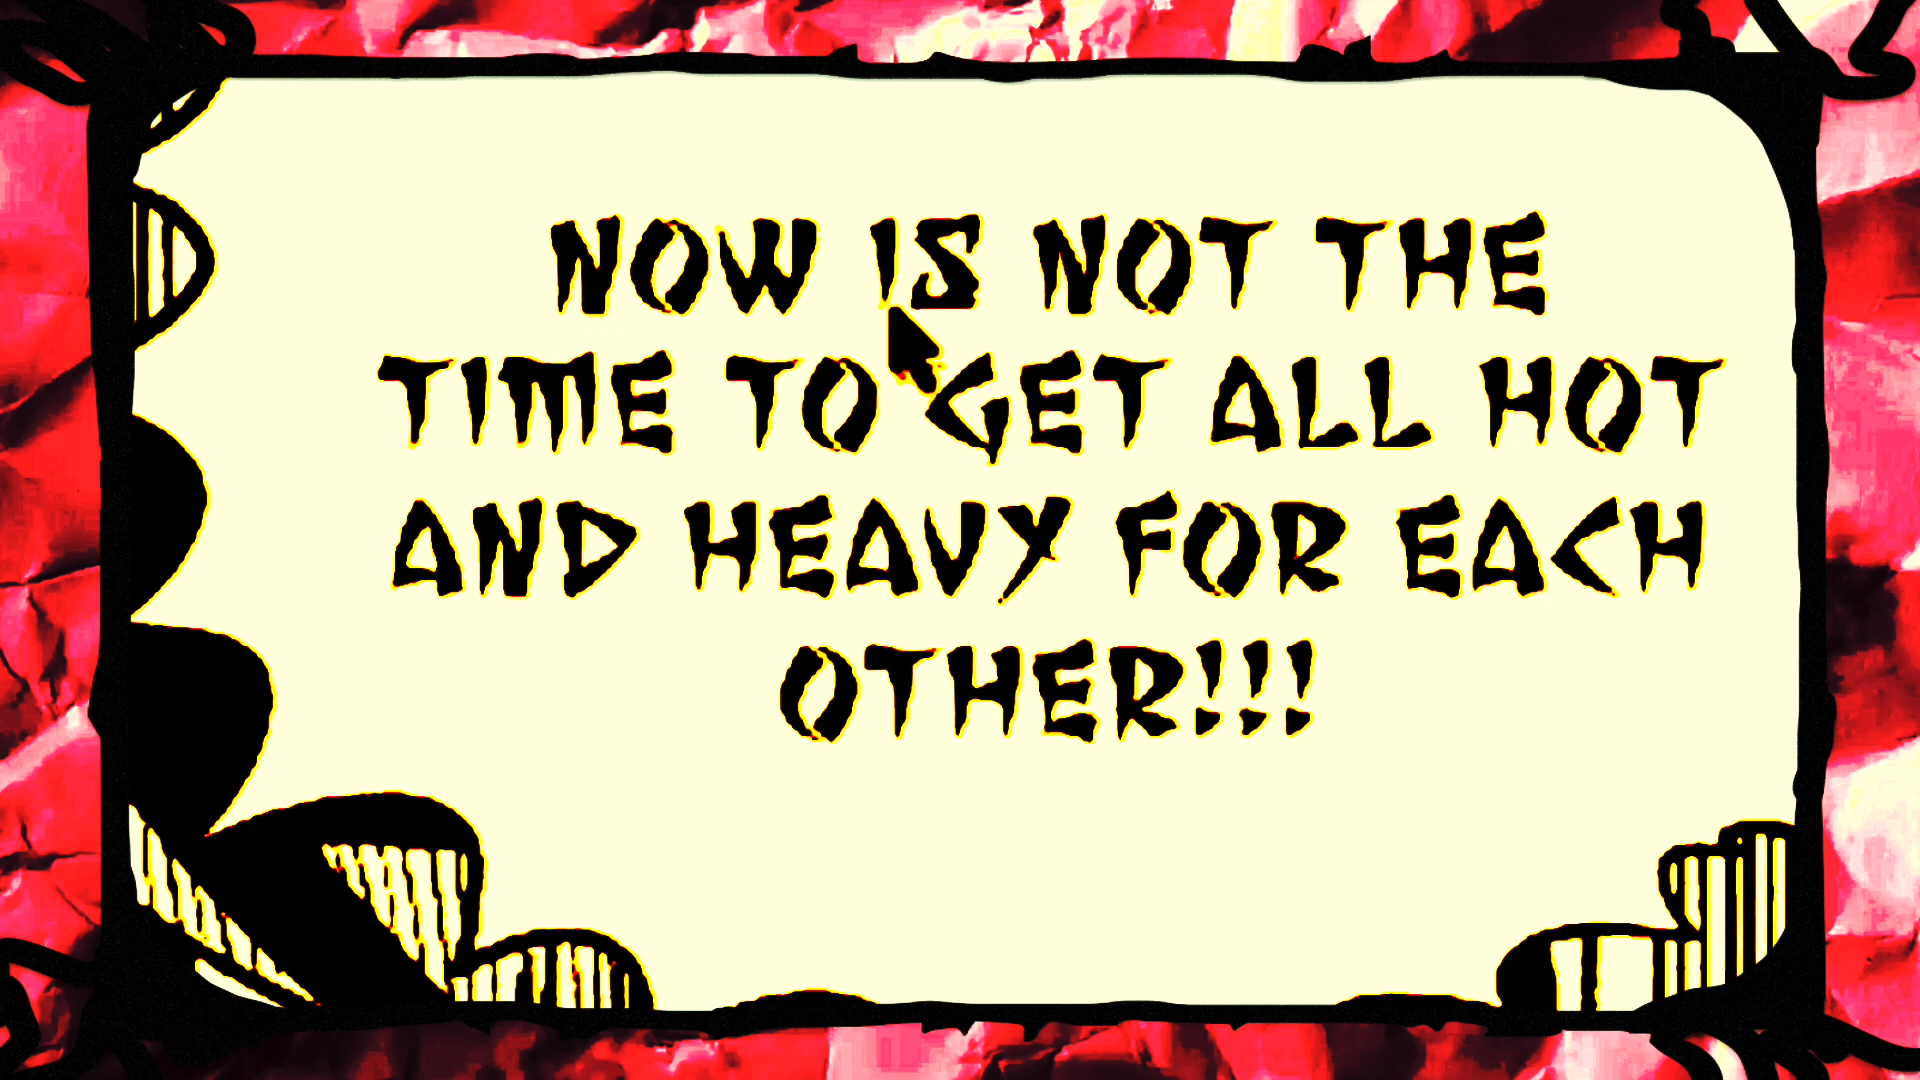 NOW IS NOT THE
TIME TO GET ALL HOT
AND HEAVY FOR EACH
OTHER!!!